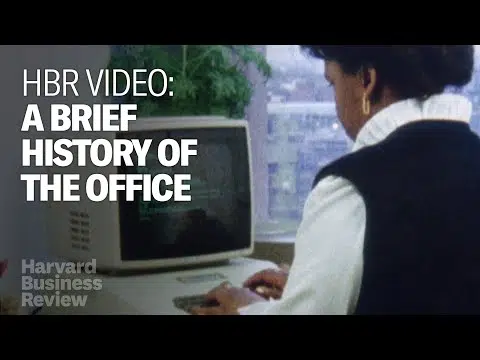 HBR VIDEO:
A BRIEF
HISTORY OF
THE OFFICE
Harvard
Business
Review